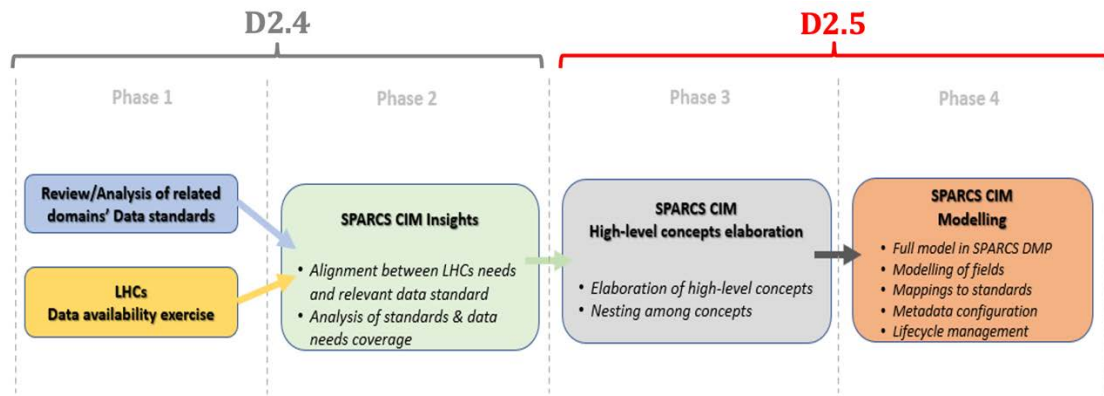 D2.4
D2.5
Phase 1
Phase 2
Phase 3
Phase 4
Review/Analysis of related
domains' Data standards
LHCs
Data availability exercise
SPARCS CIM Insights
• Alignment between LHCs needs
and relevant data standard
• Analysis of standards & data
needs coverage
SPARCS CIM
High-level concepts elaboration
• Elaboration of high-level concepts
• Nesting among concepts
SPARCS CIM
Modelling
• Full model in SPARCS DMP
• Modelling of fields
• Mappings to standards
• Metadata configuration
• Lifecycle management